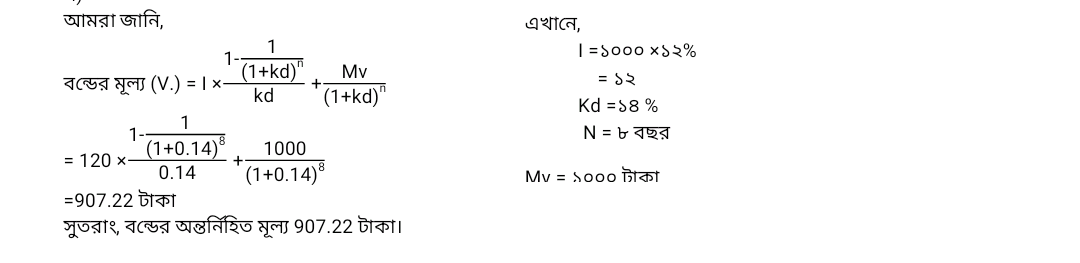 আমরা জানি,
বন্ডের মূল্য (V.) = I × (1 - 1/(1+kd)^n)/kd + Mv/(1+kd)^n
= 120 × (1 - 1/(1+0.14)^8)/0.14 + 1000/(1+0.14)^8
=907.22 টাকা
সুতরাং, বন্ডের অন্তর্নিহিত মূল্য 907.22 টাকা।
এখানে,
I =১০০০ ×১২%
= ১২
Kd =১৪ %
N = ৮ বছর
Mv = ১০০০ টাকা